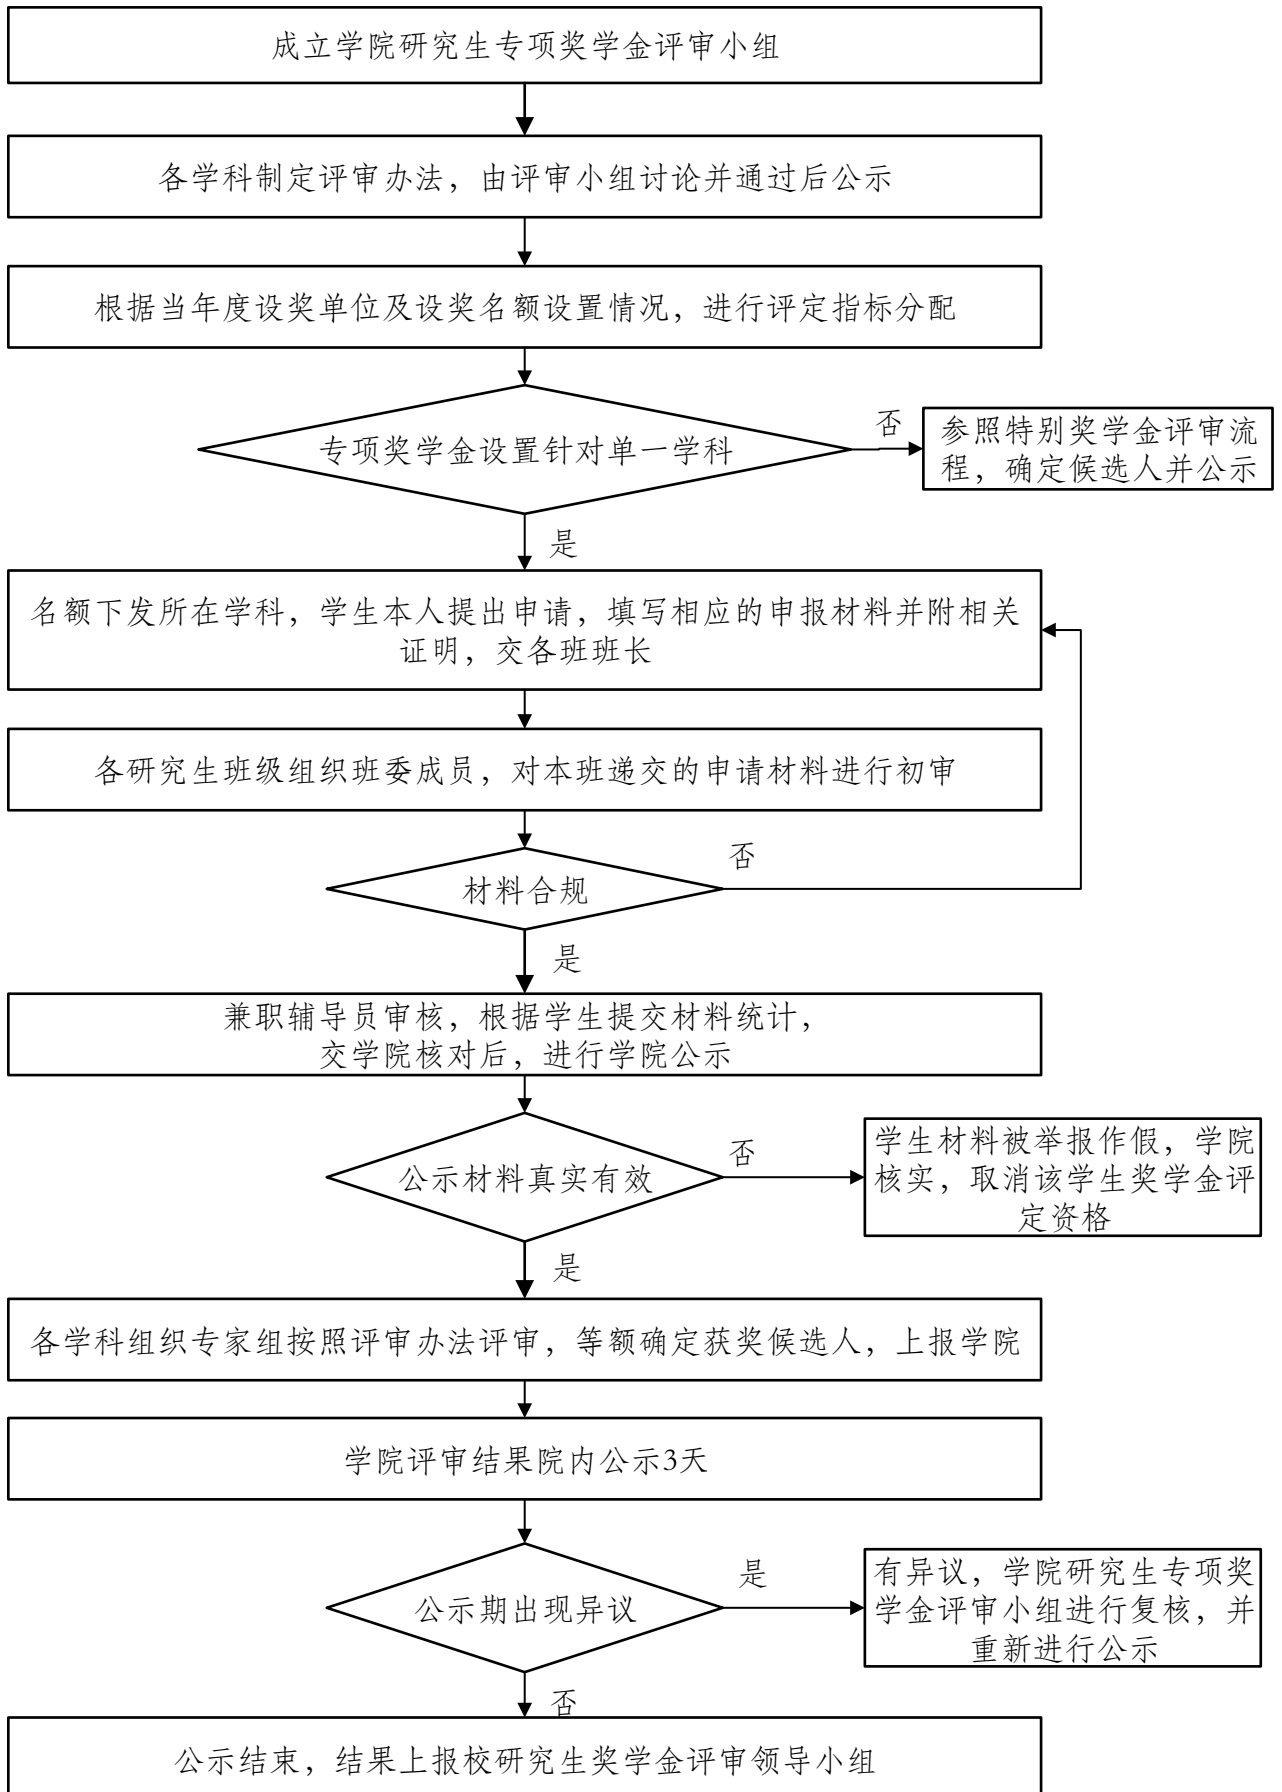 成立学院研究生专项奖学金评审小组
各学科制定评审办法，由评审小组讨论并通过后公示
根据当年度设奖单位及设奖名额设置情况，进行评定指标分配
专项奖学金设置针对单一学科
否
参照特别奖学金评审流
程，确定候选人并公示
是
名额下发所在学科，学生本人提出申请，填写相应的申报材料并附相关
证明，交各班班长
各研究生班级组织班委成员，对本班递交的申请材料进行初审
材料合规
否
是
兼职辅导员审核，根据学生提交材料统计，
交学院核对后，进行学院公示
公示材料真实有效
否
学生材料被举报作假，学院
核实，取消该学生奖学金评
定资格
是
各学科组织专家组按照评审办法评审，等额确定获奖候选人，上报学院
学院评审结果院内公示3天
公示期出现异议
是
有异议，学院研究生专项奖
学金评审小组进行复核，并
重新进行公示
否
公示结束，结果上报校研究生奖学金评审领导小组